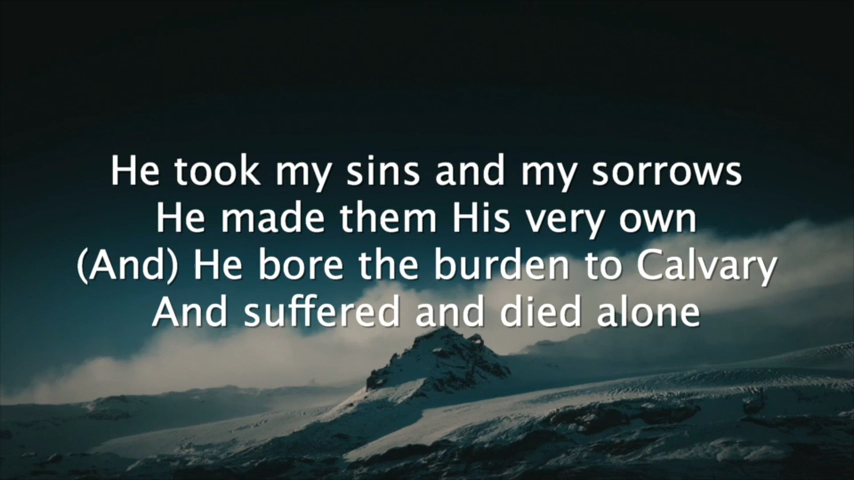 He took my sins and my sorrows
He made them His very own
(And) He bore the burden to Calvary
And suffered and died alone